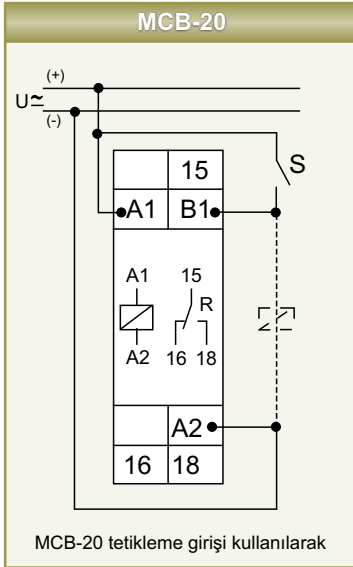 MCB-20
(+)
U≂
(-)
S
15
A1 B1
A1 15
R
A2 16 18
A2
16 18
MCB-20 tetikleme girişi kullanılarak